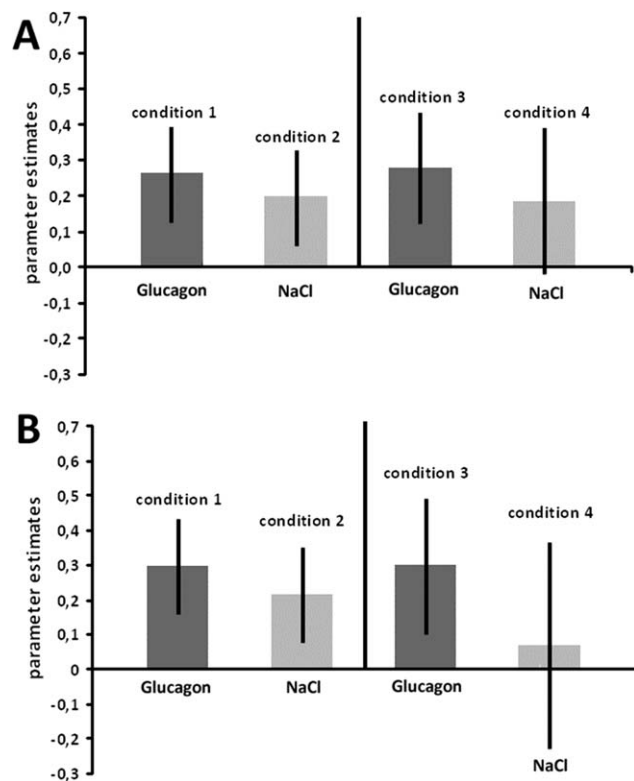 A
parameter estimates
0,7
0,6
0,5
0,4
0,3
0,2
0,1
0,0
-0,1
-0,2
-0,3
condition 1
condition 2
condition 3
condition 4
Glucagon
NaCl
Glucagon
NaCl
B
parameter estimates
0,7
0,6
0,5
0,4
0,3
0,2
0,1
0
-0,1
-0,2
-0,3
condition 1
condition 2
condition 3
condition 4
Glucagon
NaCl
Glucagon
NaCl